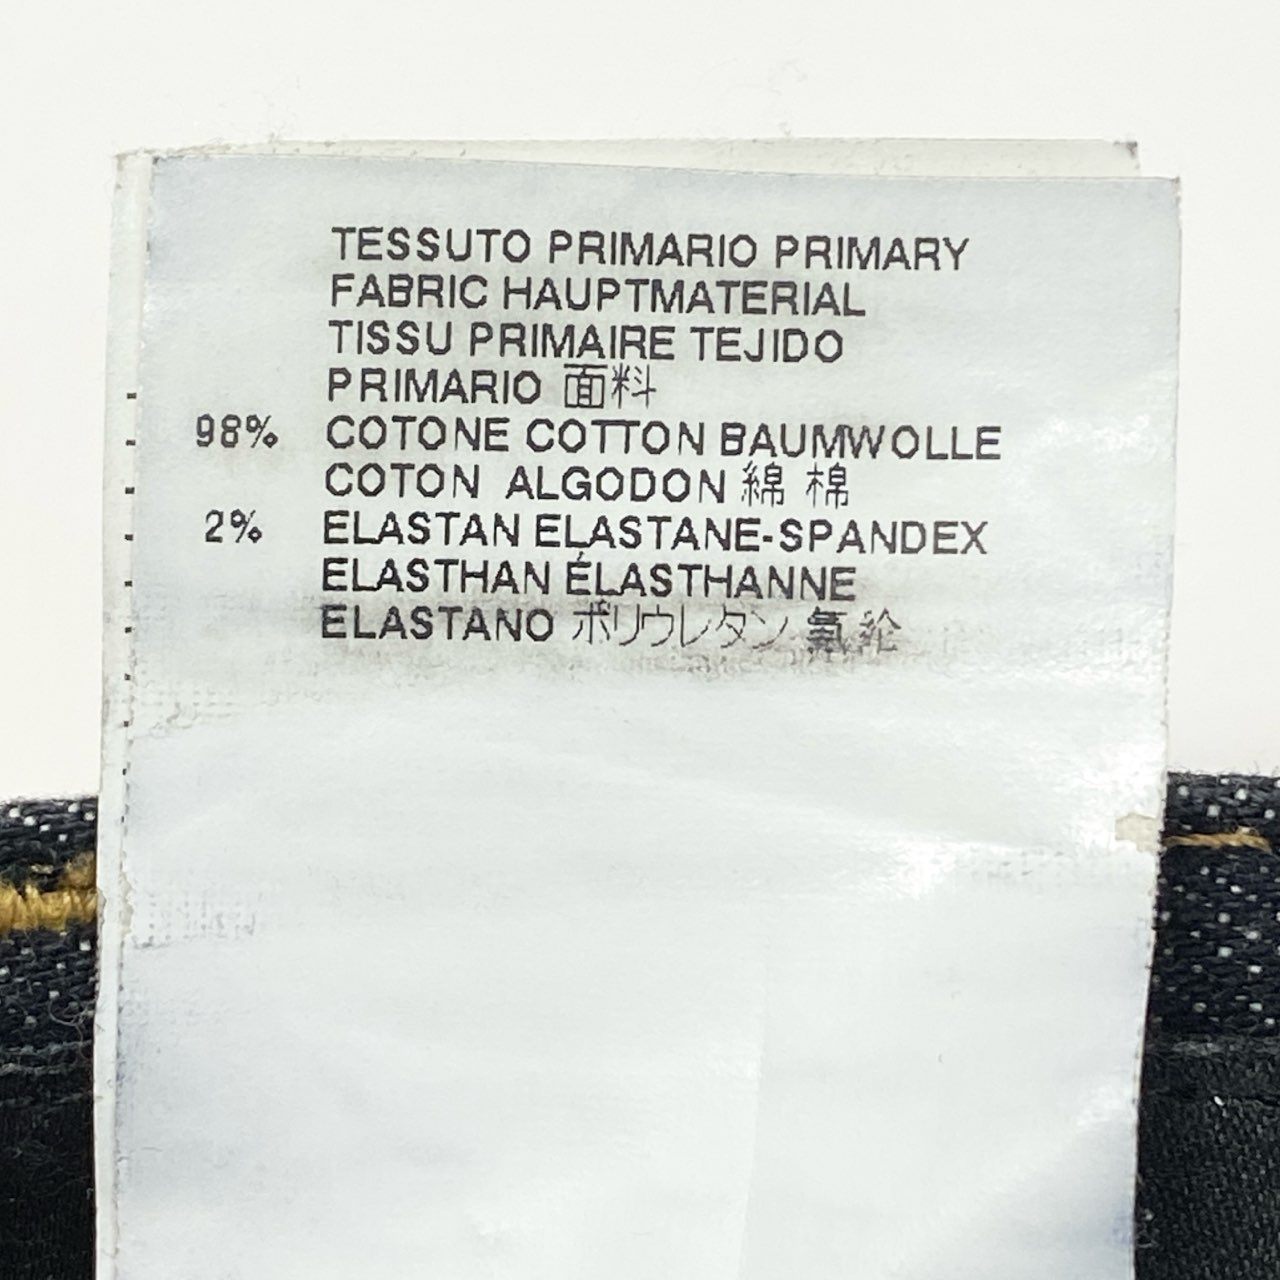 TESSUTO PRIMARIO PRIMARY
FABRIC HAUPTMATERIAL
TISSU PRIMAIRE TEJIDO
PRIMARIO 面料
98% COTONE COTTON BAUMWOLLE
COTON ALGODON 綿 棉
2% ELASTAN ELASTANE-SPANDEX
ELASTHAN ÉLASTHANNE
ELASTANO ポリウレタン 氨纶